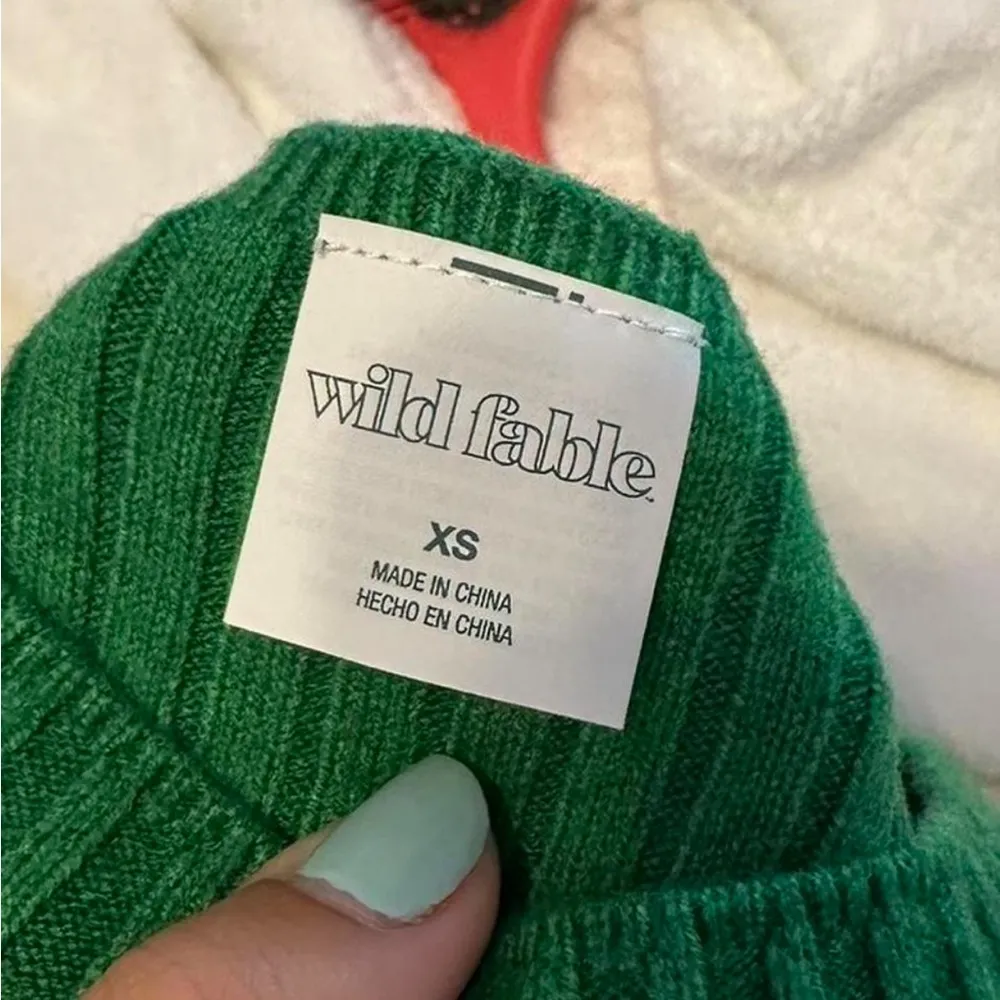 wild fable
XS
MADE IN CHINA
HECHO EN CHINA